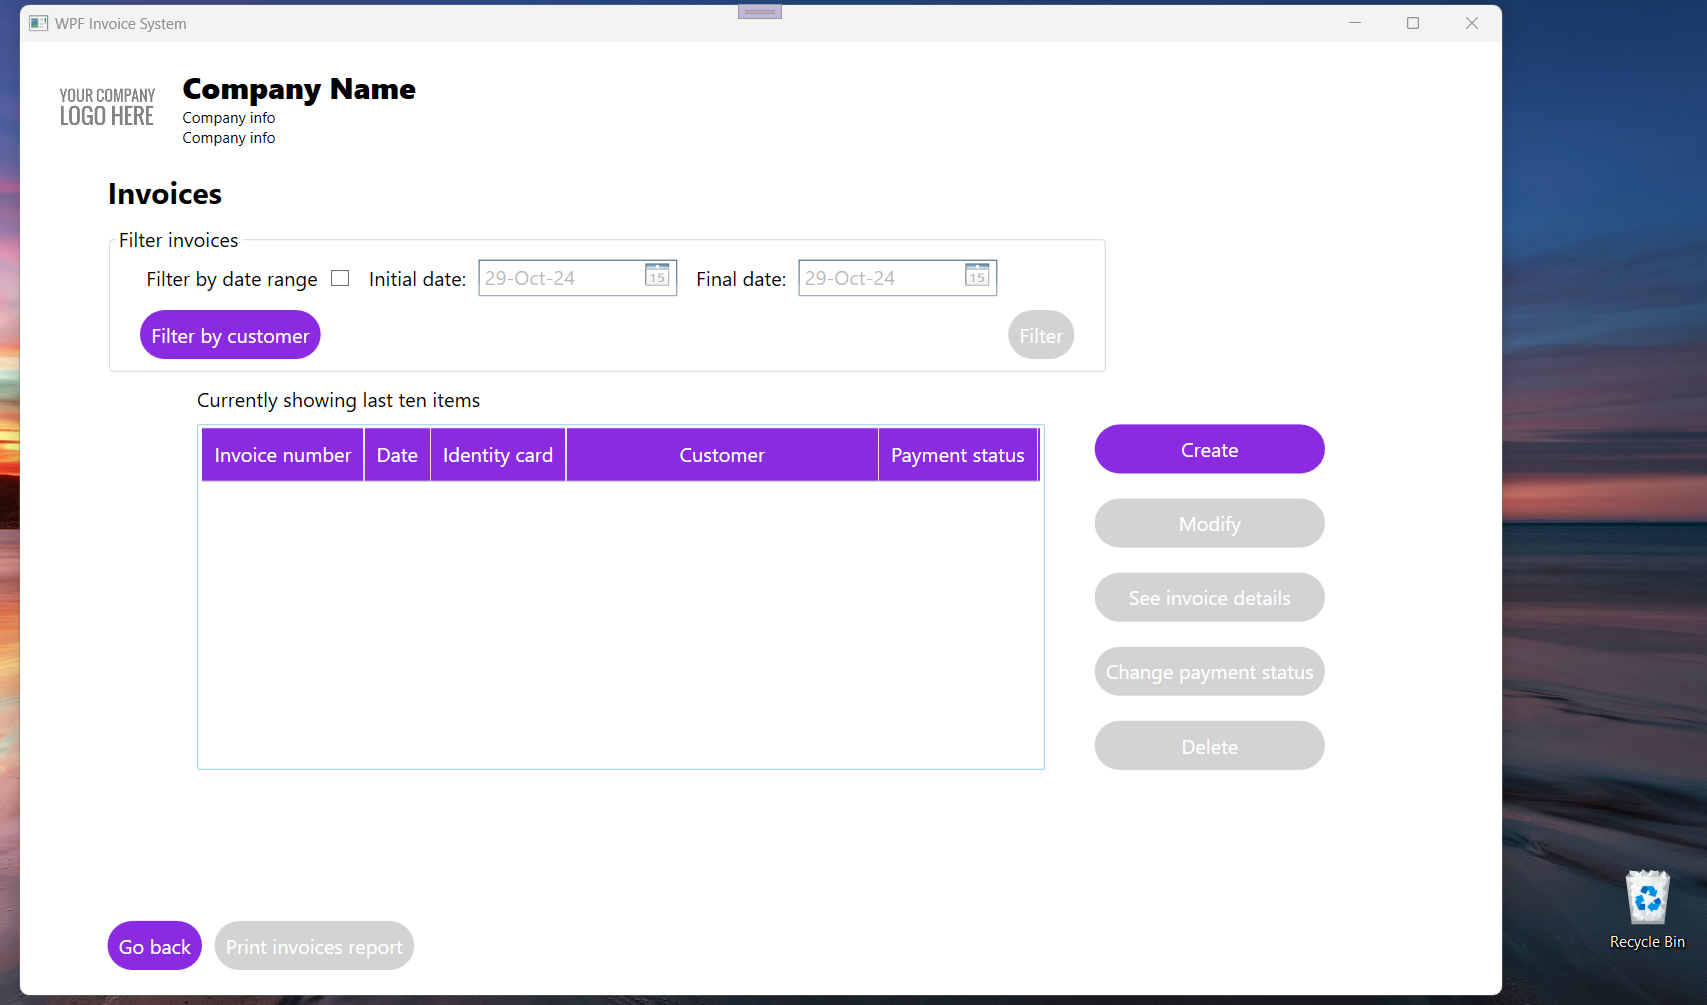 WPF Invoice System
YOUR COMPANY
LOGO HERE
Company Name
Company info
Company info
Invoices
Filter invoices
Filter by date range Initial date: 29-Oct-24 15 Final date: 29-Oct-24 15
Filter by customer Filter
Currently showing last ten items
Invoice number Date Identity card Customer Payment status
Create
Modify
See invoice details
Change payment status
Delete
Go back Print invoices report
Recycle Bin